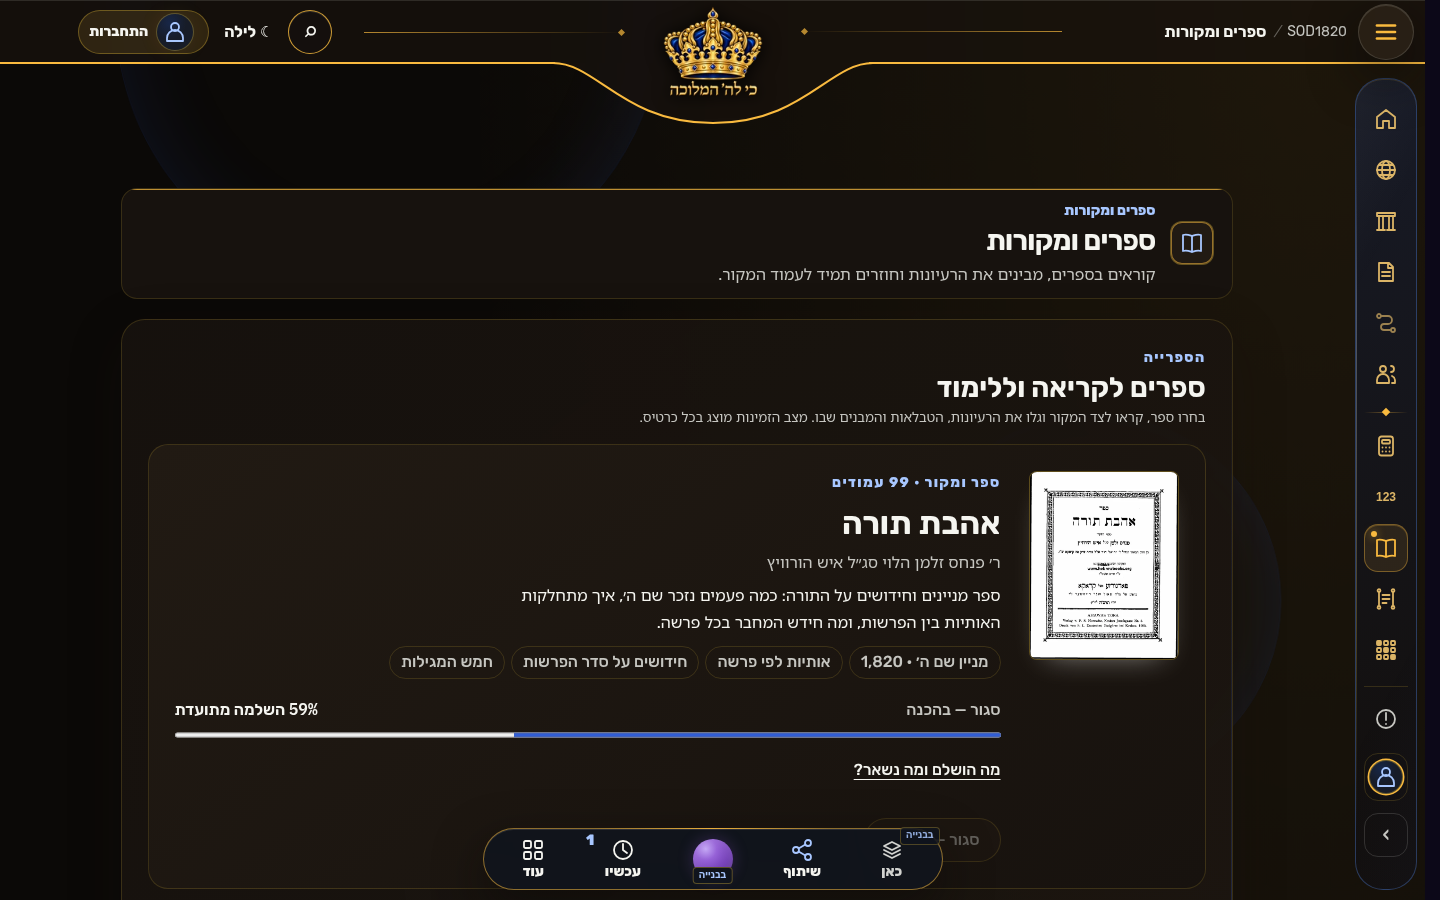 SOD1820 / ספרים ומקורות
כי לה' המלוכה
☾ לילה
התחברות
ספרים ומקורות
ספרים ומקורות
קוראים בספרים, מבינים את הרעיונות וחוזרים תמיד לעמוד המקור.
הספרייה
ספרים לקריאה וללימוד
בחרו ספר, קראו לצד המקור וגלו את הרעיונות, הטבלאות והמבנים שבו. מצב הזמינות מוצג בכל כרטיס.
ספר
אהבת תורה
ספר ומקור · 99 עמודים
אהבת תורה
ר׳ פנחס זלמן הלוי סג״ל איש הורוויץ
ספר מניינים וחידושים על התורה: כמה פעמים נזכר שם ה׳, איך מתחלקות
האותיות בין הפרשות, ומה חידש המחבר בכל פרשה.
מניין שם ה׳ · 1,820
אותיות לפי פרשה
חידושים על סדר הפרשות
חמש המגילות
סגור – בהכנה
59% השלמה מתועדת
מה הושלם ומה נשאר?
סגור –
בבנייה
כאן
שיתוף
בבנייה
עכשיו
1
עוד
123